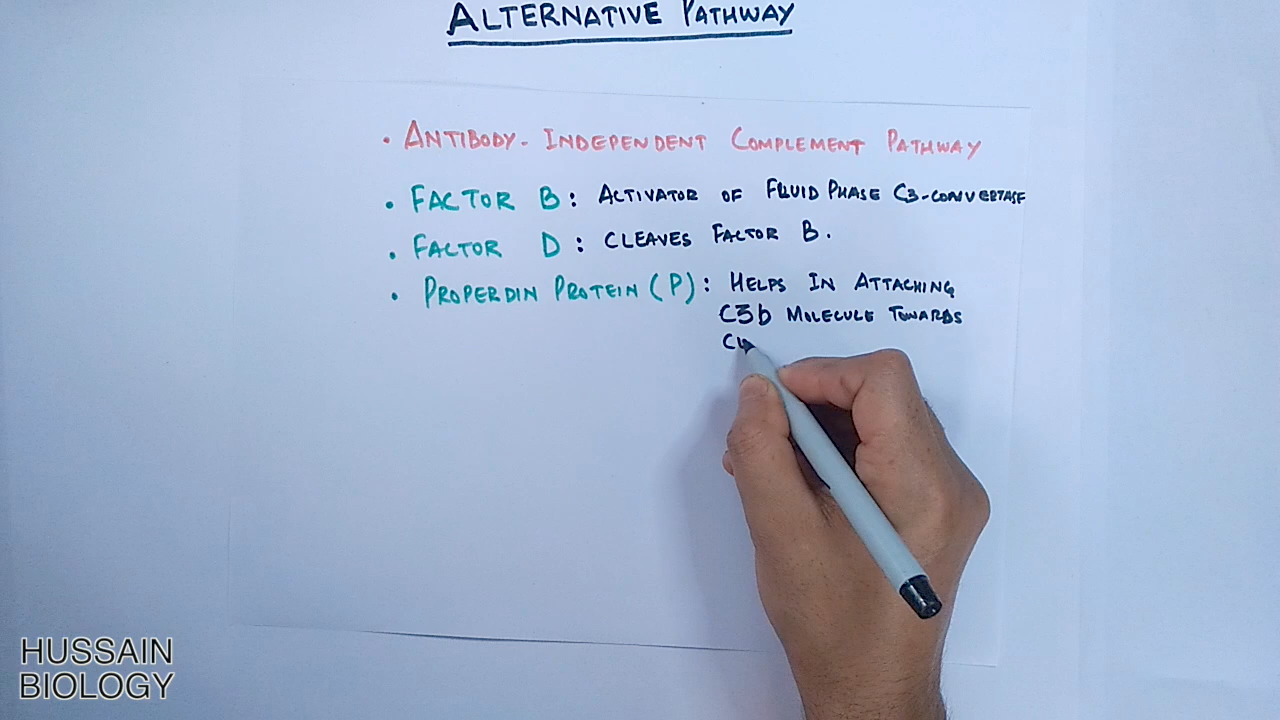 ALTERNATIVE PATHWAY
• ANTIBODY-INDEPENDENT COMPLEMENT PATHWAY
• FACTOR B: ACTIVATOR OF FLUID PHASE C3-CONVERTASE
• FACTOR D: CLEAVES FACTOR B.
• PROPERDIN PROTEIN (P): HELPS IN ATTACHING
C3b MOLECULE TOWARDS
HUSSAIN
BIOLOGY